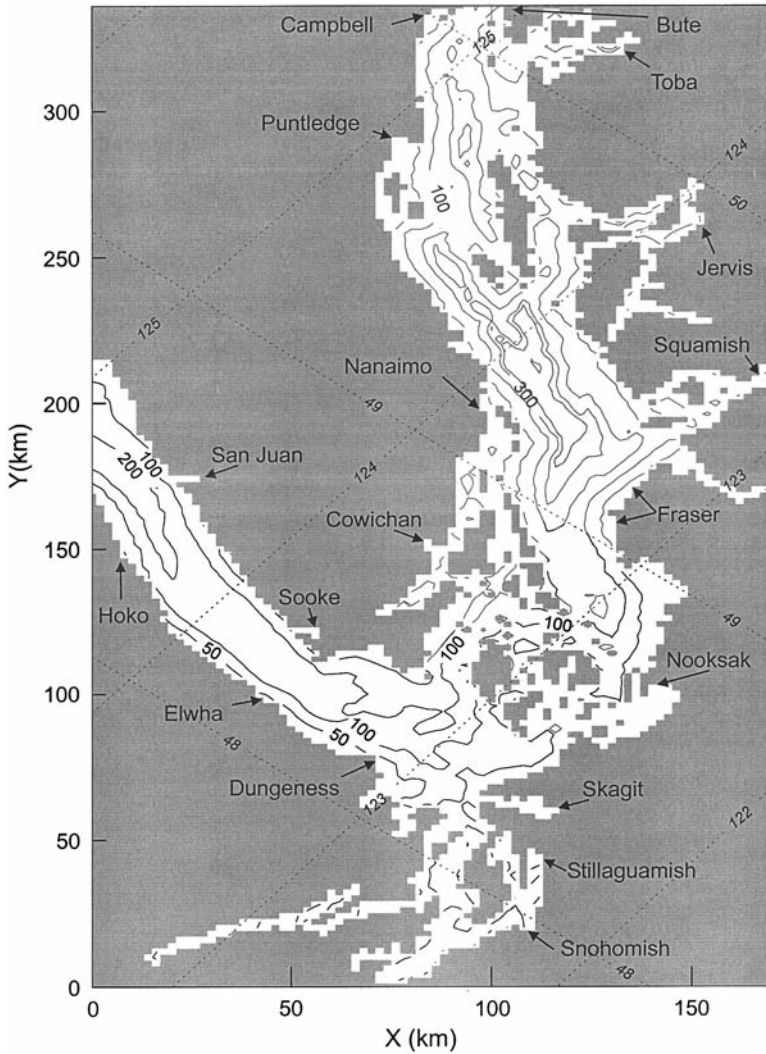 Campbell
Bute
125
Toba
300
Puntledge
124
100
50
250
Jervis
125
Squamish
Nanaimo
300
49
200
Y(km)
100
San Juan
200
124
123
Fraser
Cowichan
150
Hoko
Sooke
49
100
100
Nooksak
50
100
Elwha
100
48
50
Dungeness
Skagit
123
122
50
Stillaguamish
Snohomish
48
0
0
50
100
150
X (km)